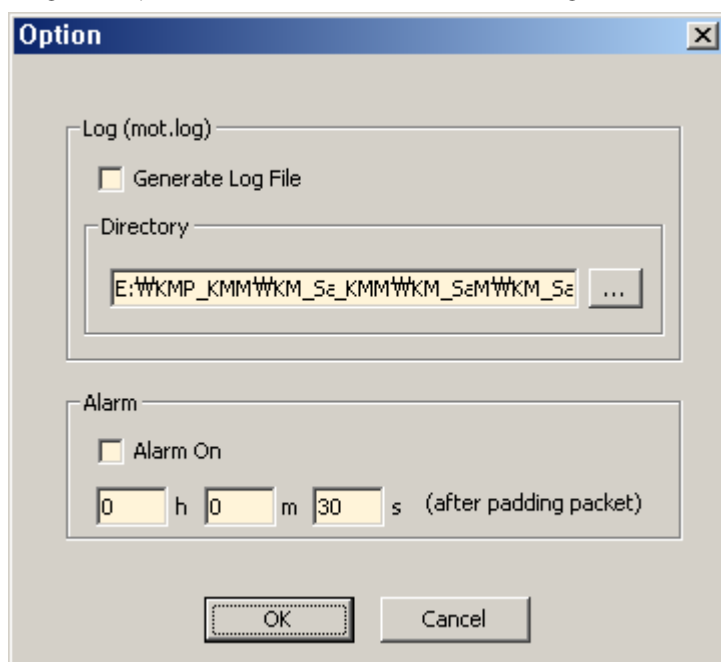 Option
Log (mot.log)
Generate Log File
Directory
E:₩KMP_KMM₩KM_Sa_KMM₩KM_SaM₩KM_Sa
...
Alarm
Alarm On
0 h 0 m 30 s (after padding packet)
OK Cancel